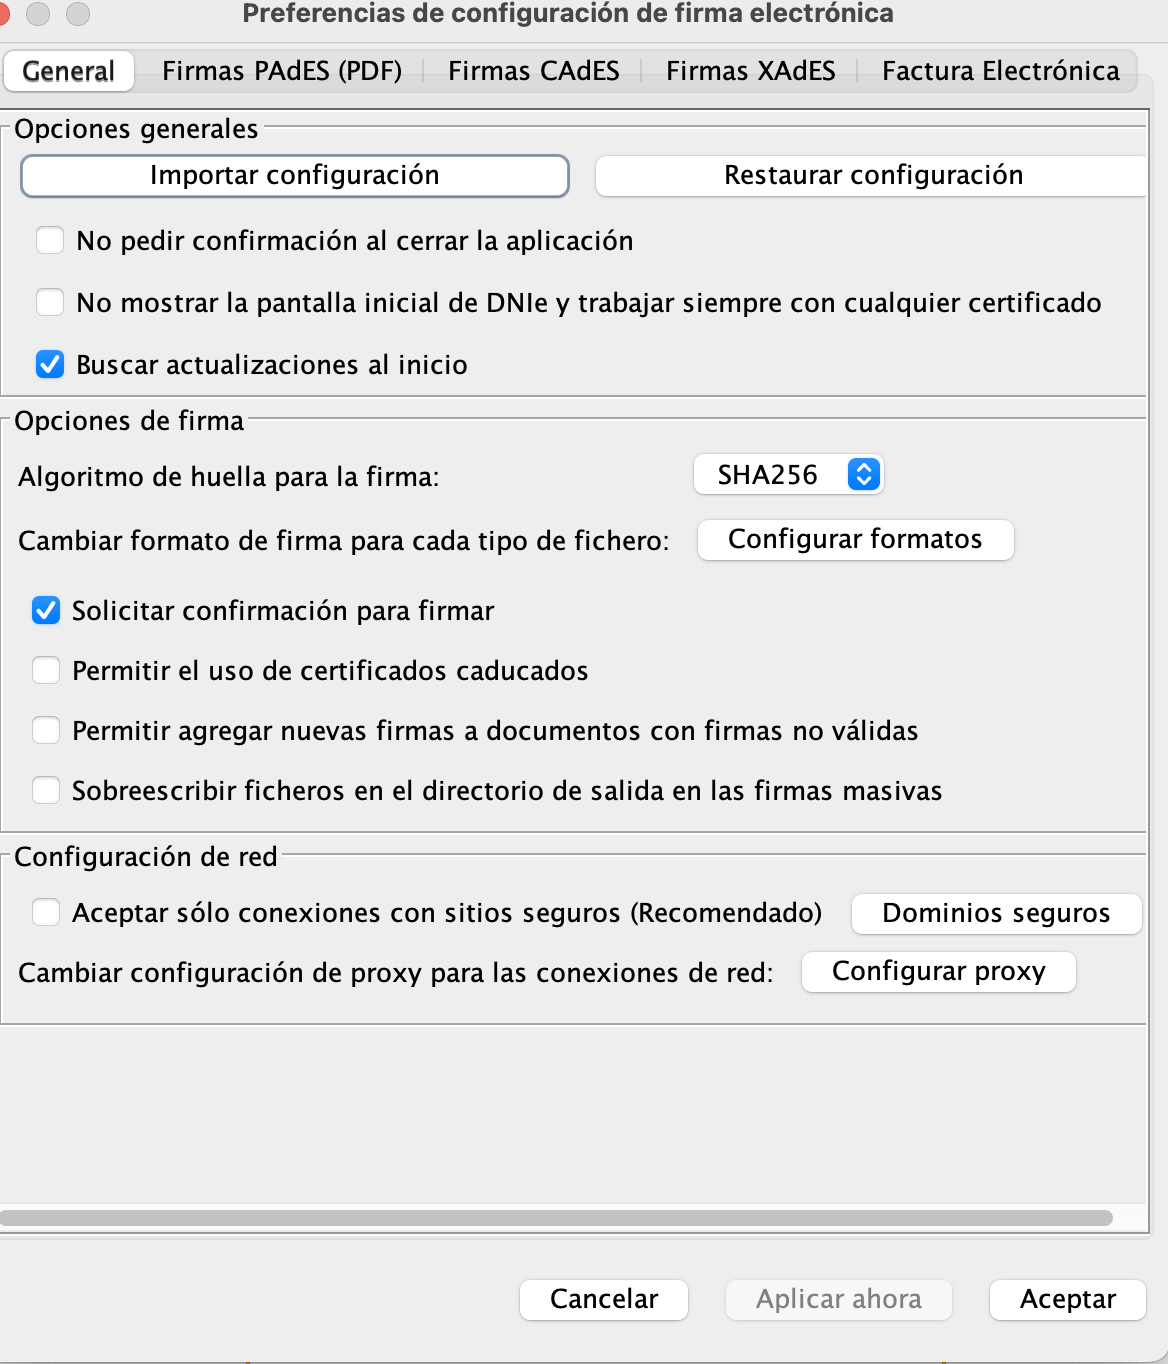 Preferencias de configuración de firma electrónica
General Firmas PAdES (PDF) Firmas CAdES Firmas XAdES Factura Electrónica
Opciones generales
Importar configuración Restaurar configuración
No pedir confirmación al cerrar la aplicación
No mostrar la pantalla inicial de DNIe y trabajar siempre con cualquier certificado
Buscar actualizaciones al inicio
Opciones de firma
Algoritmo de huella para la firma: SHA256
Cambiar formato de firma para cada tipo de fichero: Configurar formatos
Solicitar confirmación para firmar
Permitir el uso de certificados caducados
Permitir agregar nuevas firmas a documentos con firmas no válidas
Sobreescribir ficheros en el directorio de salida en las firmas masivas
Configuración de red
Aceptar sólo conexiones con sitios seguros (Recomendado) Dominios seguros
Cambiar configuración de proxy para las conexiones de red: Configurar proxy
Cancelar Aplicar ahora Aceptar